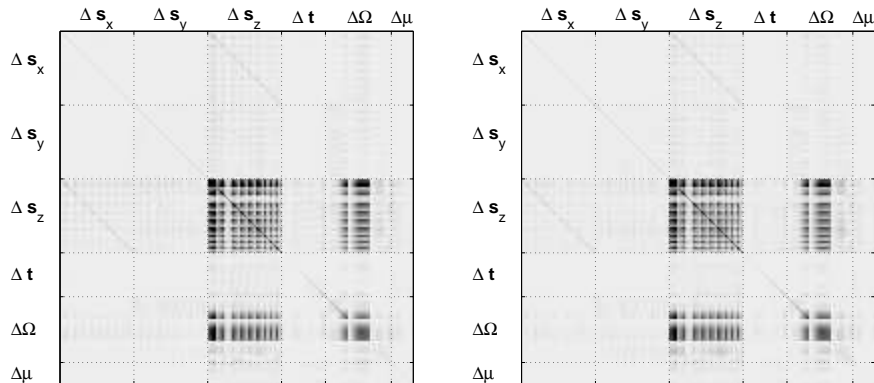 Δ s_x Δ s_y Δ s_z Δ t ΔΩ Δμ
Δ s_x
Δ s_y
Δ s_z
Δ t
ΔΩ
Δμ
Δ s_x Δ s_y Δ s_z Δ t ΔΩ Δμ
Δ s_x
Δ s_y
Δ s_z
Δ t
ΔΩ
Δμ